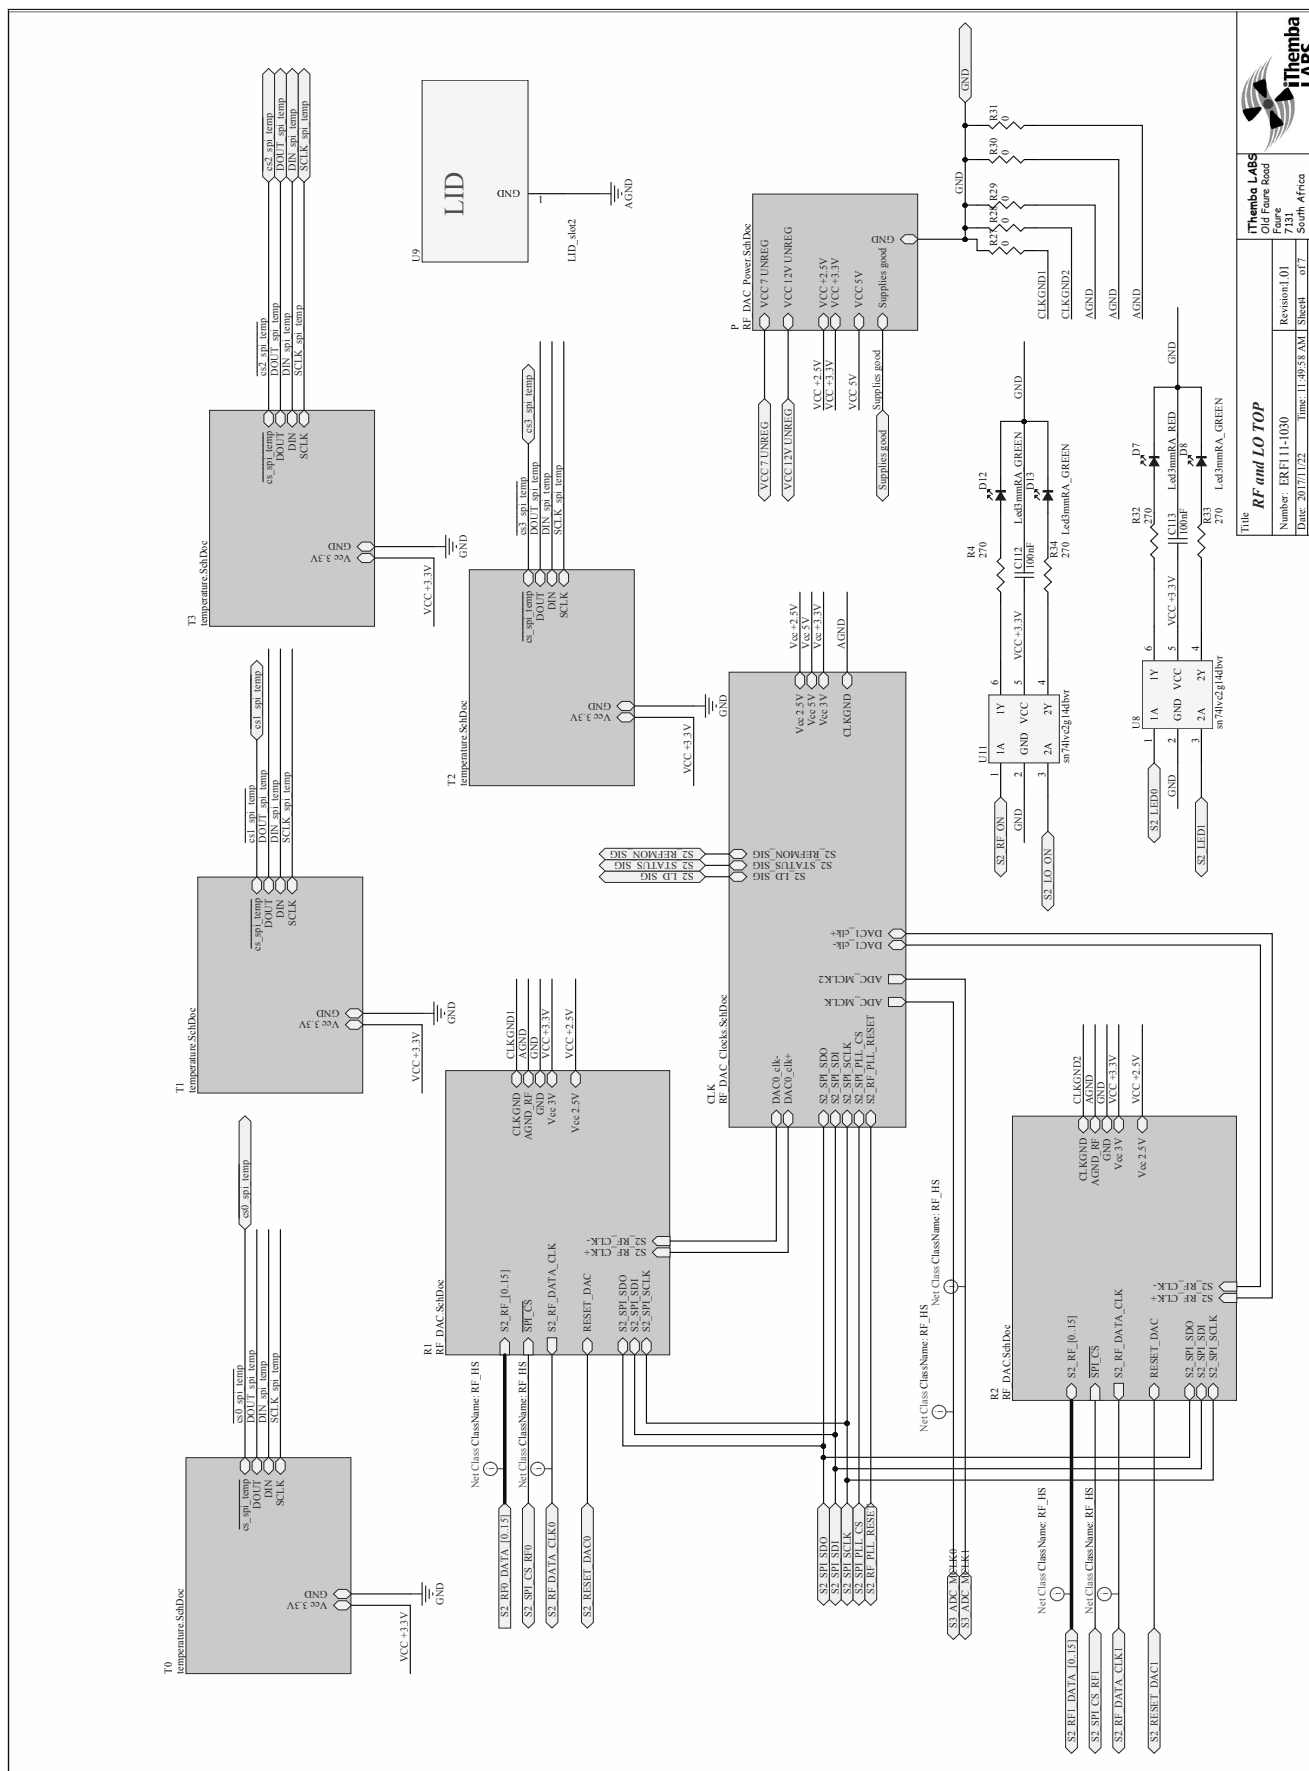 T0
temperature.SchDoc
cs_spi_temp
DOUT
DIN
SCLK
Vcc 3.3V
GND
VCC +3.3V
GND
cs0_spi_temp
DOUT_spi_temp
DIN_spi_temp
SCLK_spi_temp
cs0_spi_temp
T1
temperature.SchDoc
cs_spi_temp
DOUT
DIN
SCLK
Vcc 3.3V
GND
VCC +3.3V
GND
cs1_spi_temp
DOUT_spi_temp
DIN_spi_temp
SCLK_spi_temp
cs1_spi_temp
T3
temperature.SchDoc
cs_spi_temp
DOUT
DIN
SCLK
Vcc 3.3V
GND
VCC +3.3V
GND
cs2_spi_temp
DOUT_spi_temp
DIN_spi_temp
SCLK_spi_temp
cs2_spi_temp
DOUT_spi_temp
DIN_spi_temp
SCLK_spi_temp
T2
temperature.SchDoc
cs_spi_temp
DOUT
DIN
SCLK
Vcc 3.3V
GND
VCC +3.3V
GND
cs3_spi_temp
DOUT_spi_temp
DIN_spi_temp
SCLK_spi_temp
cs3_spi_temp
U9
LID
GND
1
LID_slot2
AGND
R1
RF_DAC.SchDoc
S2_RF_[0..15]
SPI_CS
S2_RF_DATA_CLK
RESET_DAC
S2_SPI_SDO
S2_SPI_SDI
S2_SPI_SCLK
S2_RF_CLK+
S2_RF_CLK-
CLKGND
AGND_RF
GND
Vcc 3V
Vcc 2.5V
CLKGND1
AGND
GND
VCC +3.3V
VCC +2.5V
Net Class ClassName: RF_HS
Net Class ClassName: RF_HS
S2_RF0_DATA_[0..15]
S2_SPI_CS_RF0
S2_RF_DATA_CLK0
S2_RESET_DAC0
CLK
RF_DAC_Clocks.SchDoc
DAC0_clk-
DAC0_clk+
S2_SPI_SDO
S2_SPI_SDI
S2_SPI_SCLK
S2_SPI_PLL_CS
S2_RF_PLL_RESET
ADC_MCLK
ADC_MCLK2
DAC1_clk-
DAC1_clk+
S2_LD_SIG
S2_STATUS_SIG
S2_REFMON_SIG
S2_LD_SIG
S2_STATUS_SIG
S2_REFMON_SIG
Vcc 2.5V
Vcc 5V
Vcc 3V
CLKGND
Vcc +2.5V
Vcc 5V
Vcc +3.3V
AGND
S2_SPI_SDO
S2_SPI_SDI
S2_SPI_SCLK
S2_SPI_PLL_CS
S2_RF_PLL_RESET
S3_ADC_MCLK0
S3_ADC_MCLK1
Net Class ClassName: RF_HS
Net Class ClassName: RF_HS
P
RF_DAC_Power.SchDoc
VCC 7 UNREG
VCC 12V UNREG
VCC +2.5V
VCC +3.3V
VCC 5V
Supplies good
GND
VCC 7 UNREG
VCC 12V UNREG
VCC +2.5V
VCC +3.3V
VCC 5V
Supplies good
Supplies good
GND
GND
R27
0
R28
0
R29
0
R30
0
R31
0
CLKGND1
CLKGND2
AGND
AGND
AGND
R2
RF_DAC.SchDoc
S2_RF_[0..15]
SPI_CS
S2_RF_DATA_CLK
RESET_DAC
S2_SPI_SDO
S2_SPI_SDI
S2_SPI_SCLK
S2_RF_CLK+
S2_RF_CLK-
CLKGND
AGND_RF
GND
Vcc 3V
Vcc 2.5V
CLKGND2
AGND
GND
VCC +3.3V
VCC +2.5V
Net Class ClassName: RF_HS
Net Class ClassName: RF_HS
S2_RF1_DATA_[0..15]
S2_SPI_CS_RF1
S2_RF_DATA_CLK1
S2_RESET_DAC1
U11
S2_RF_ON
GND
S2_LO_ON
1
2
3
1A
GND
2A
1Y
VCC
2Y
6
5
4
sn74lvc2g14dbvr
VCC +3.3V
R4
270
C112
100nF
R34
270
D12
Led3mmRA_GREEN
D13
Led3mmRA_GREEN
GND
U8
S2_LED0
GND
S2_LED1
1
2
3
1A
GND
2A
1Y
VCC
2Y
6
5
4
sn74lvc2g14dbvr
VCC +3.3V
R32
270
C113
100nF
R33
270
D7
Led3mmRA_RED
D8
Led3mmRA_GREEN
GND
Title
RF and LO TOP
Number: ERF111-1030
Revision1.01
Date: 2017/11/22
Time: 11:49:58 AM
Sheet4 of 7
iThemba LABS
Old Faure Road
Faure
7131
South Africa
iThemba
LABS